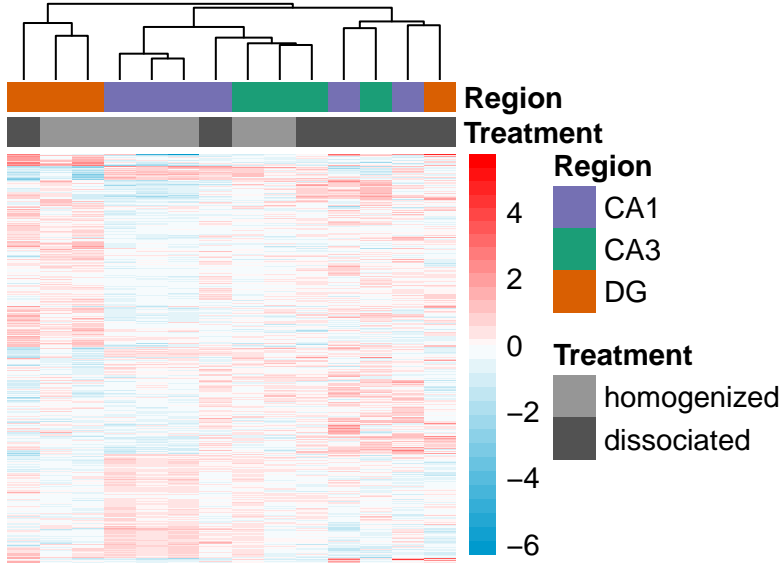 Region
Treatment
4
2
0
−2
−4
−6
Region
CA1
CA3
DG
Treatment
homogenized
dissociated